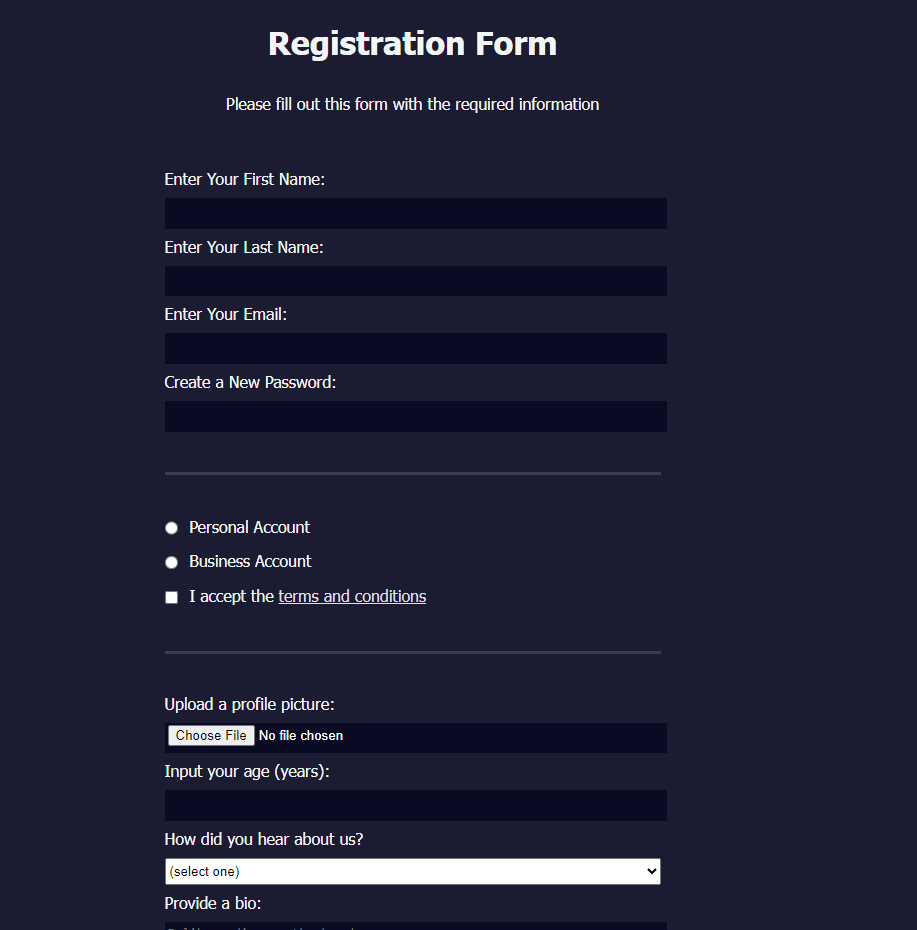 Registration Form
Please fill out this form with the required information
Enter Your First Name:
Enter Your Last Name:
Enter Your Email:
Create a New Password:
Personal Account
Business Account
I accept the terms and conditions
Upload a profile picture:
Choose File No file chosen
Input your age (years):
How did you hear about us?
(select one)
Provide a bio: